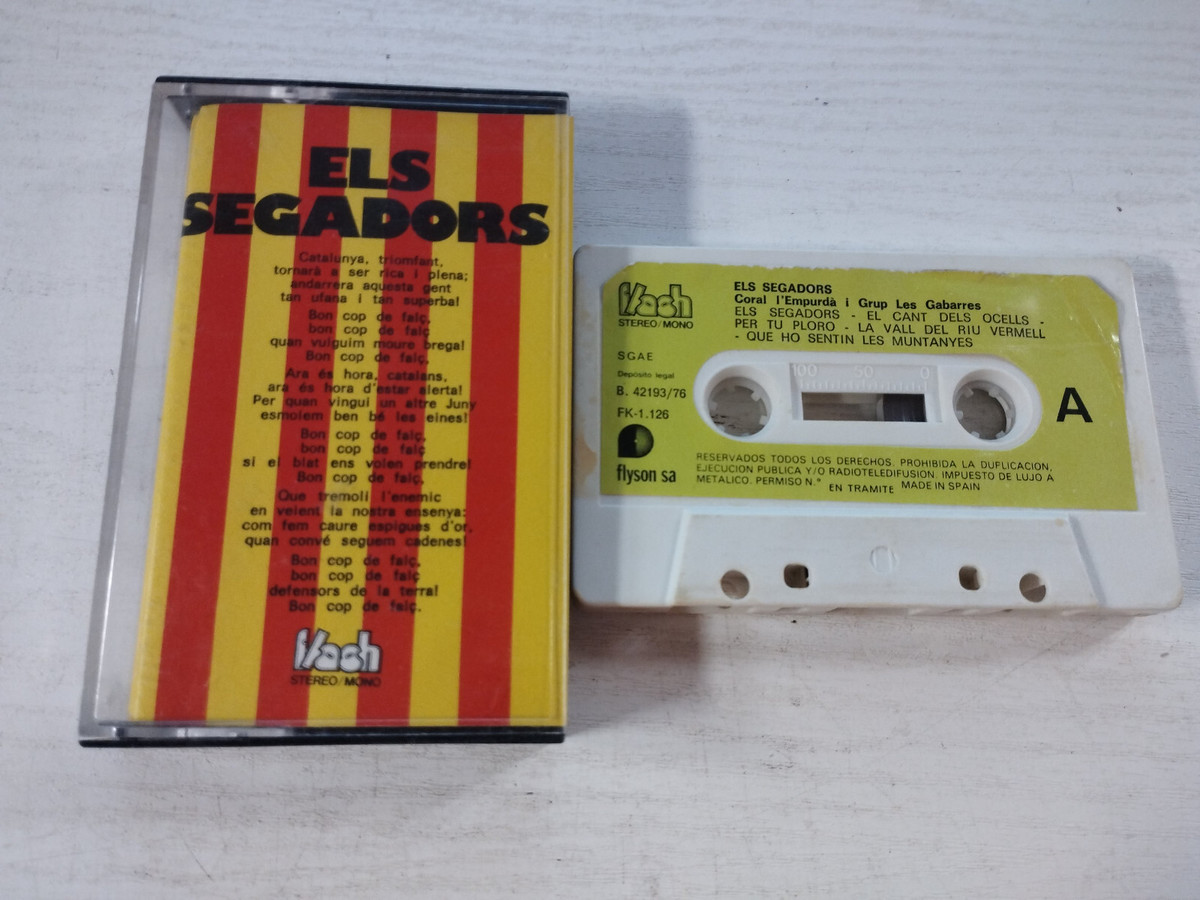 ELS
SEGADORS
Catalunya, triomfant,
tornarà a ser rica i plena;
andarrera aquesta gent
tan ufana i tan superba!
Bon cop de falç,
bon cop de falç
quan vulguim moure brega!
Bon cop de falç,
Ara és hora, catalans,
ara és hora d'estar alerta!
Per quan vingui un altre Juny
esmolem ben bé les eines!
Bon cop de falç,
bon cop de falç
si el blat ens volen prendre!
Bon cop de falç,
Que tremoli l'enemic
en veient la nostra ensenya:
com fem caure espigues d'or,
quan convé seguem cadenes!
Bon cop de falç,
bon cop de falç
defensors de la terra!
Bon cop de falç.
flash
STEREO/MONO
flash
STEREO/MONO
ELS SEGADORS
Coral l'Empurdà i Grup Les Gabarres
ELS SEGADORS - EL CANT DELS OCELLS -
PER TU PLORO - LA VALL DEL RIU VERMELL
- QUE HO SENTIN LES MUNTANYES
SGAE
Depósito legal
B. 42193/76
FK-1.126
flyson sa
100 50 0
A
RESERVADOS TODOS LOS DERECHOS. PROHIBIDA LA DUPLICACION,
EJECUCION PUBLICA Y/O RADIOTELEDIFUSION. IMPUESTO DE LUJO A
METALICO. PERMISO N.° EN TRAMITE MADE IN SPAIN